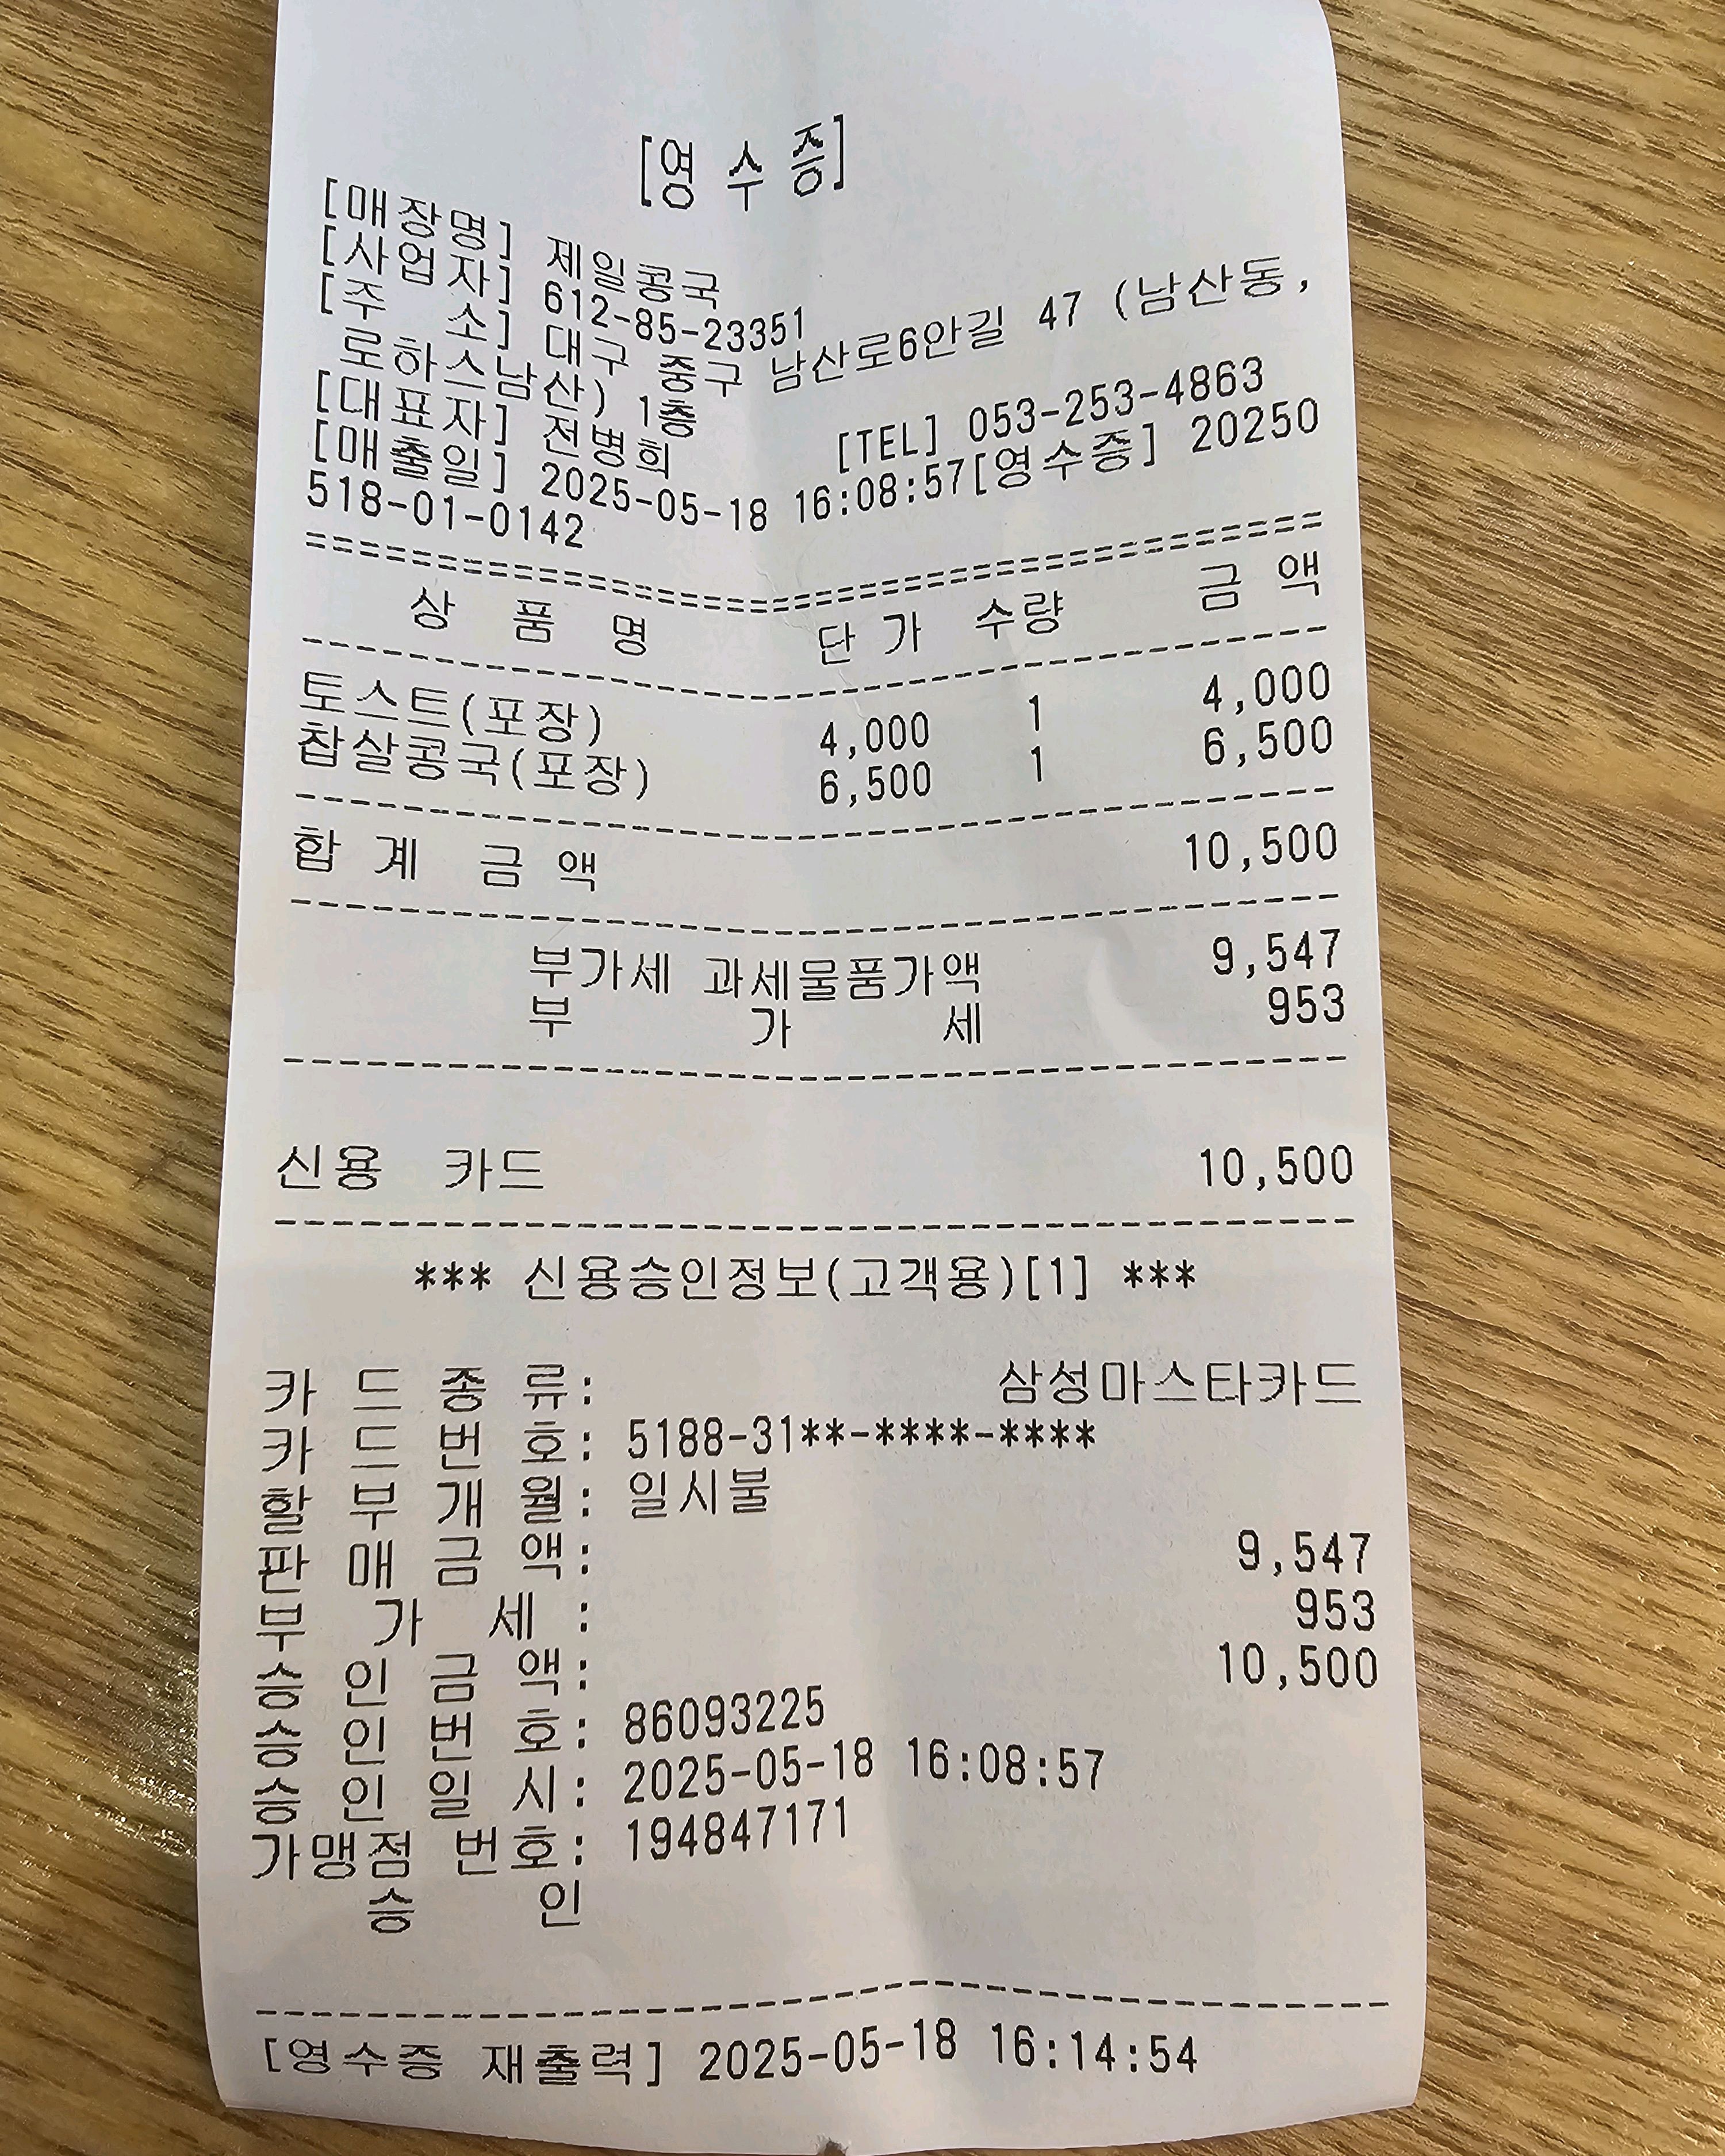 [영 수 증]
[매장명] 제일콩국
[사업자] 612-85-23351
[주 소] 대구 중구 남산로6안길 47 (남산동,
로하스남산) 1층
[대표자] 전병희 [TEL] 053-253-4863
[매출일] 2025-05-18 16:08:57[영수증] 20250
518-01-0142
========================================
상 품 명 단 가 수량 금 액
토스트(포장) 4,000 1 4,000
찹쌀콩국(포장) 6,500 1 6,500
합 계 금 액 10,500
부가세 과세물품가액 9,547
부 가 세 953
신용 카드 10,500
*** 신용승인정보(고객용)[1] ***
카 드 종 류: 삼성마스타카드
카 드 번 호: 5188-31**-****-****
할 부 개 월: 일시불
판 매 금 액: 9,547
부 가 세 : 953
승 인 금 액: 10,500
승 인 번 호: 86093225
승 인 일 시: 2025-05-18 16:08:57
가맹점 번호: 194847171
승 인
[영수증 재출력] 2025-05-18 16:14:54